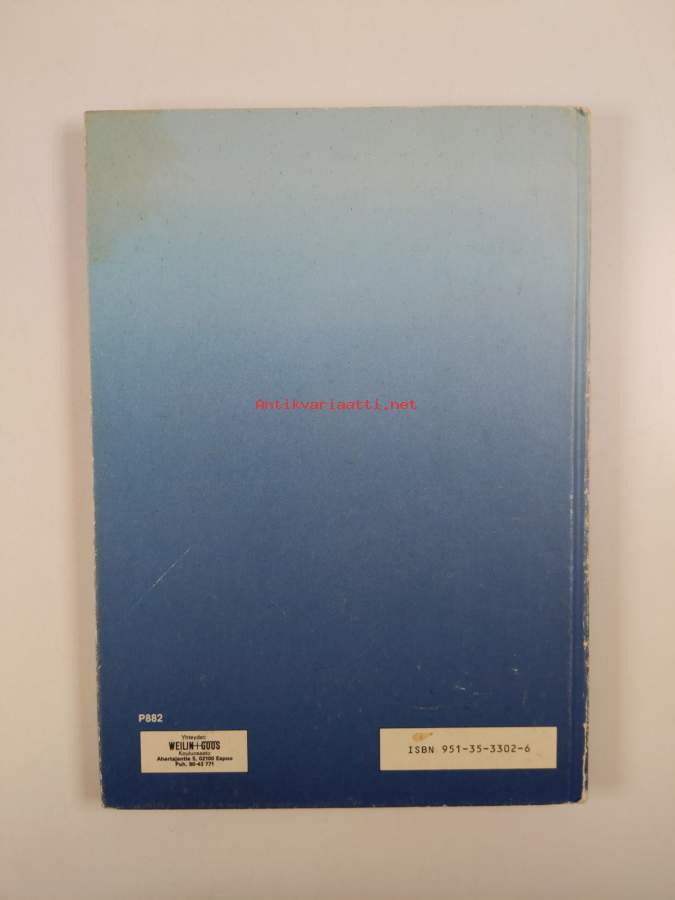 Antikvariaatti.net
P882
Yhteydet:
WEILIN+GÖÖS
Kouluosasto
Ahertajantie 5, 02100 Espoo
Puh. 90-43 771
ISBN 951-35-3302-6